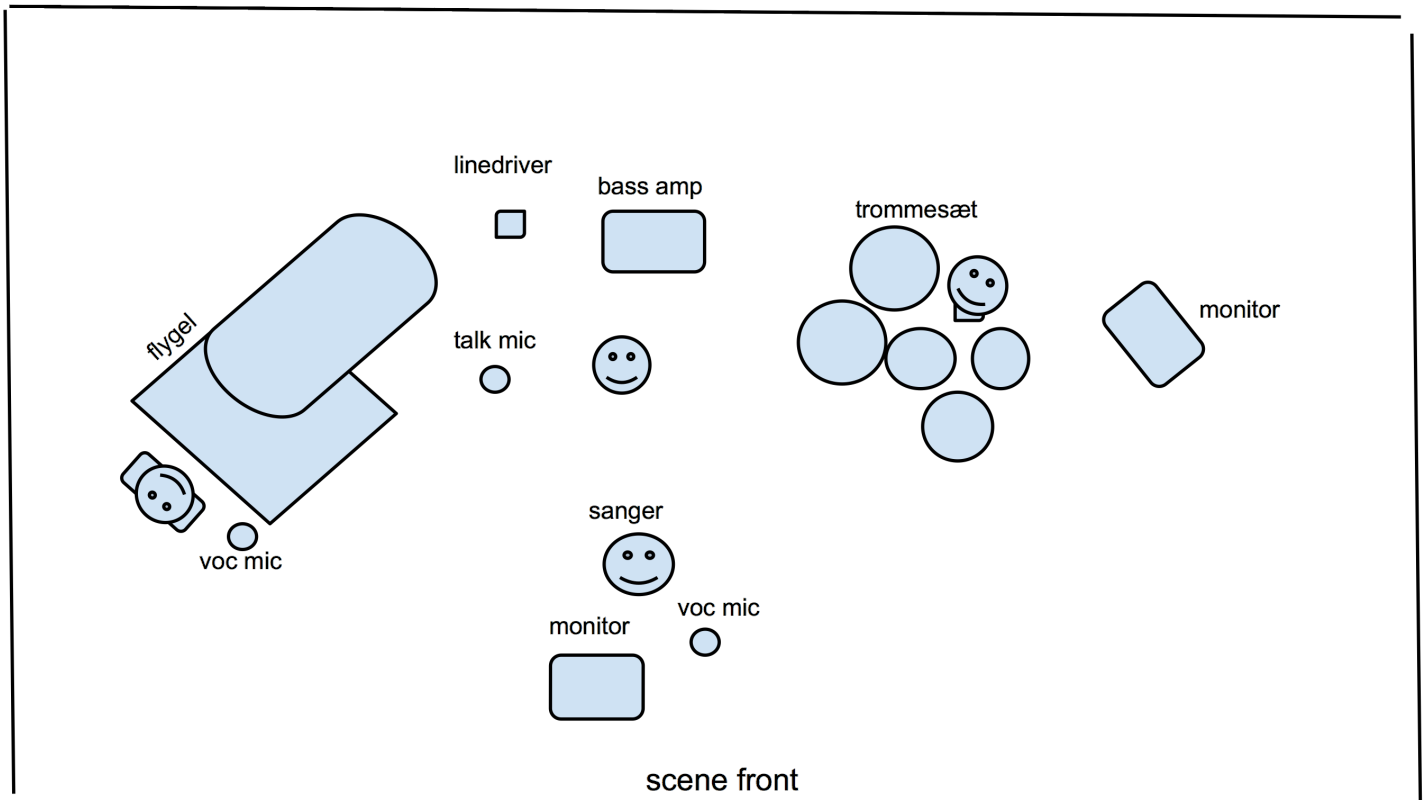 linedriver
bass amp
trommesæt
flygel
monitor
talk mic
voc mic
sanger
voc mic
monitor
scene front